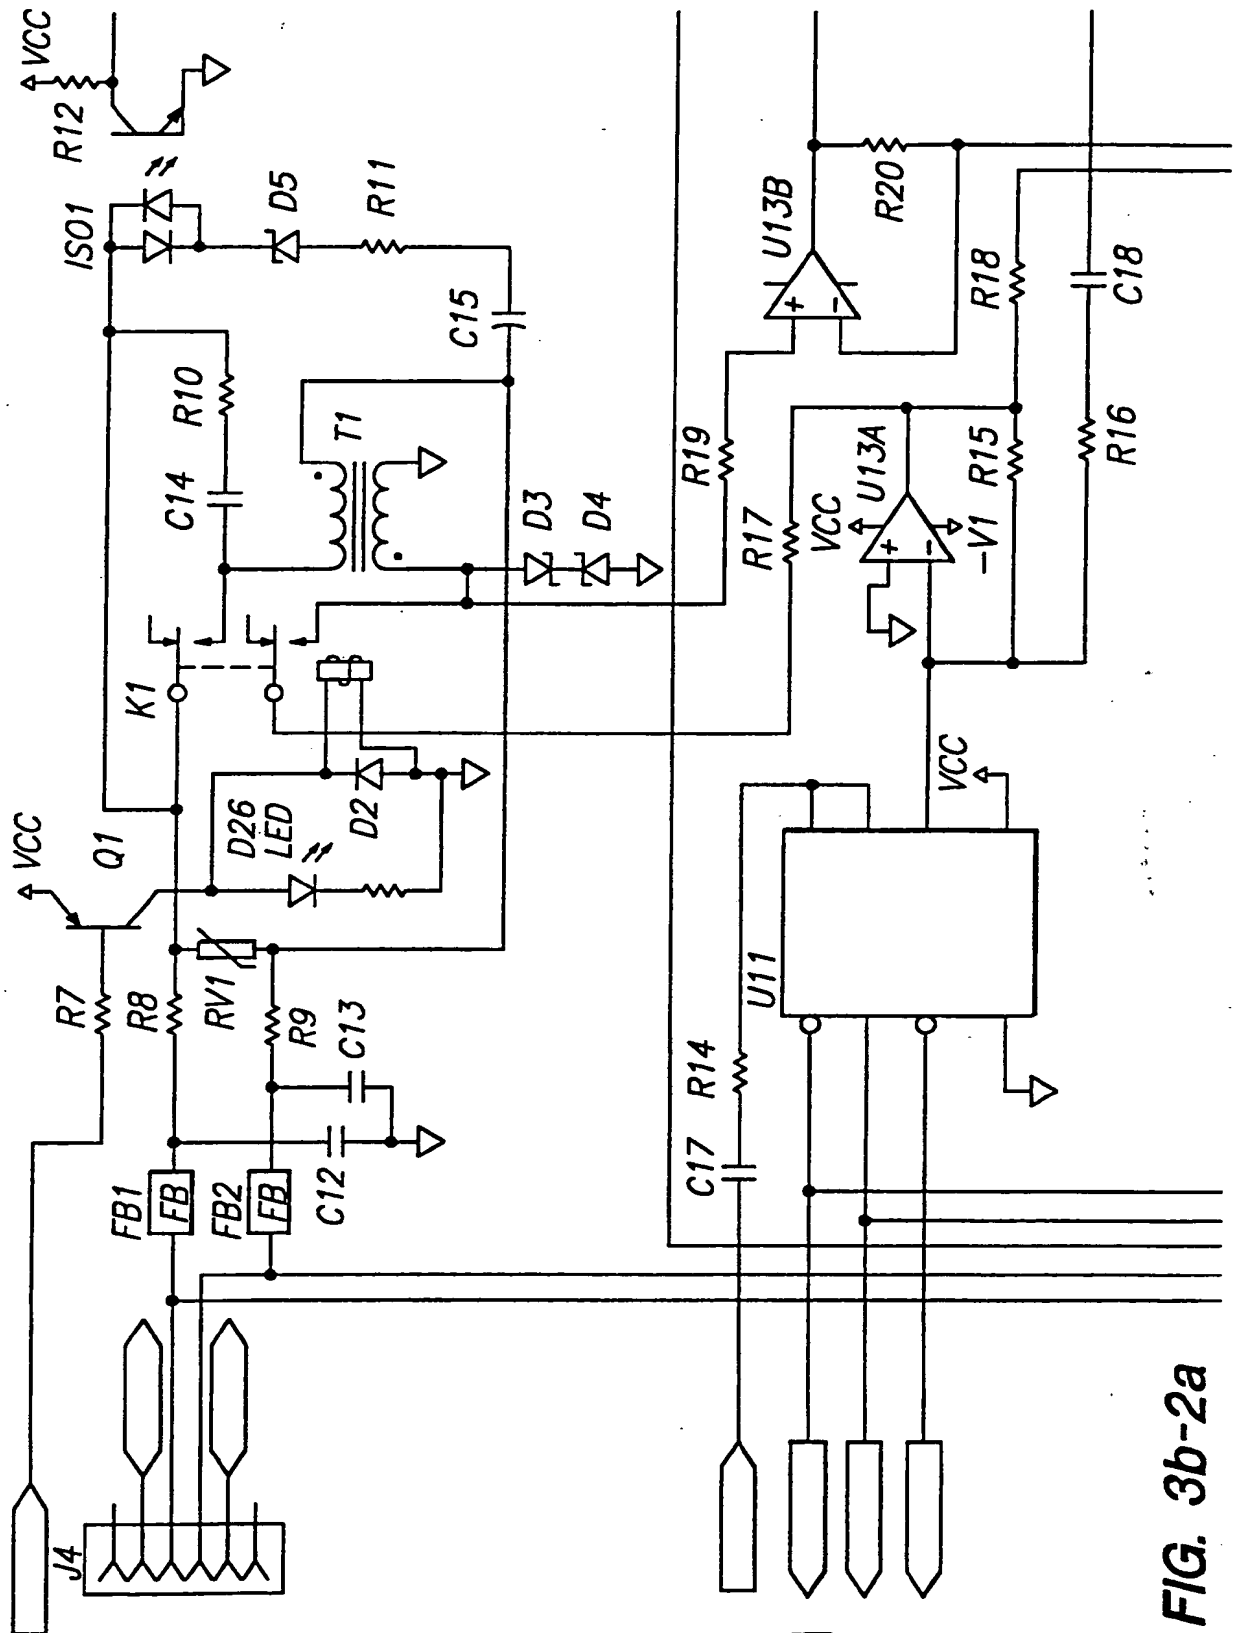 VCC
R12
ISO1
D5
R11
C15
R10
C14
T1
D3
D4
K1
VCC
Q1
D26
LED
D2
R7
R8
RV1
R9
C13
C12
FB1
FB
FB2
FB
J4
U13B
+
-
R20
R18
C18
R19
R17
VCC
U13A
+
-
-V1
R15
R16
VCC
U11
R14
C17
FIG. 3b-2a